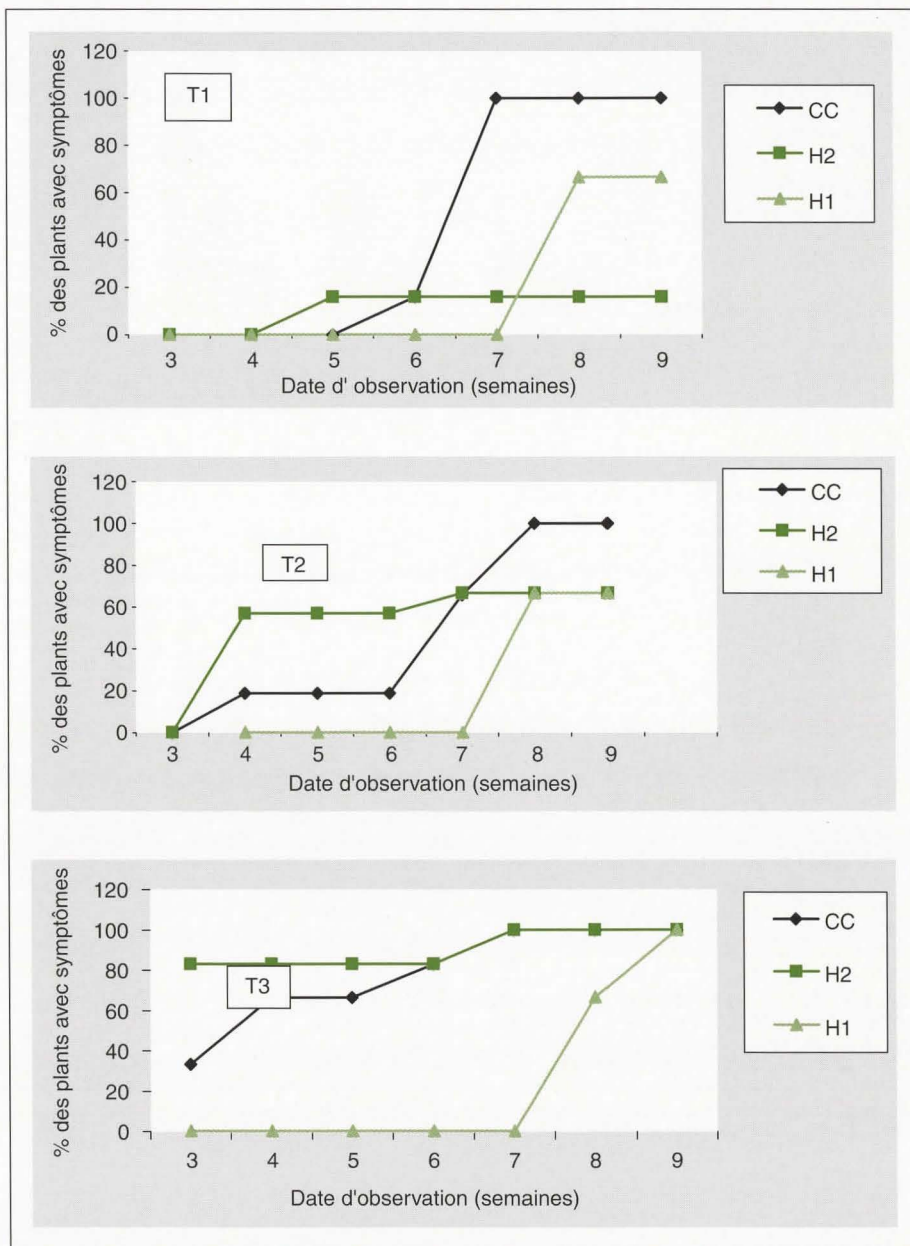 % des plants avec symptômes
120
100
80
60
40
20
0
T1
3 4 5 6 7 8 9
Date d' observation (semaines)
CC
H2
H1
% des plants avec symptômes
120
100
80
60
40
20
0
T2
3 4 5 6 7 8 9
Date d'observation (semaines)
CC
H2
H1
% des plants avec symptômes
120
100
80
60
40
20
0
T3
3 4 5 6 7 8 9
Date d'observation (semaines)
CC
H2
H1